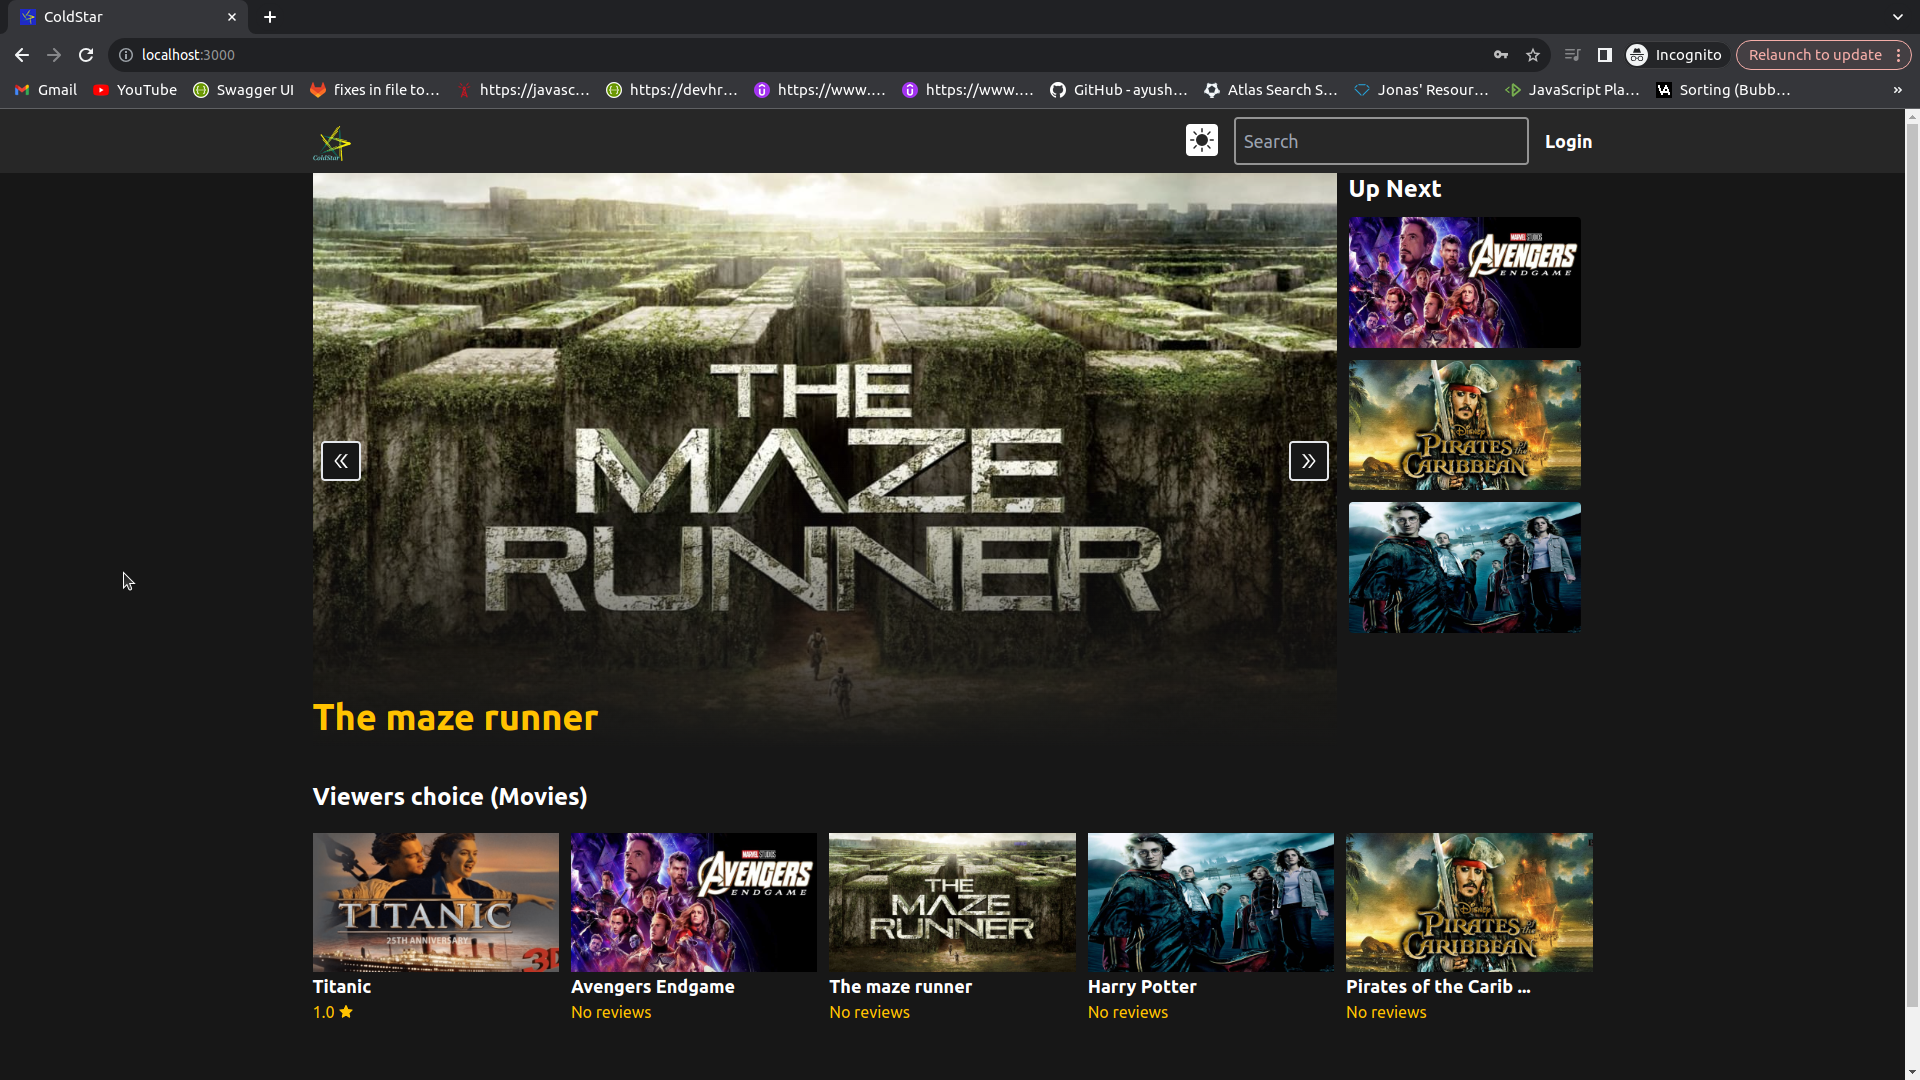 ColdStar
localhost:3000
Incognito
Relaunch to update
Gmail
YouTube
Swagger UI
Fixes in file to…
https://javasc…
https://devhr…
https://www.…
https://www.…
GitHub - ayush…
Atlas Search S…
Jonas' Resour…
JavaScript Pla…
Sorting (Bubb…
»
ColdStar
Search
Login
THE
MAZE
RUNNER
«
»
The maze runner
Up Next
MARVEL STUDIOS
AVENGERS
ENDGAME
Disney
PIRATES of the
CARIBBEAN
Viewers choice (Movies)
TITANIC
25TH ANNIVERSARY
3D
Titanic
1.0
MARVEL STUDIOS
AVENGERS
ENDGAME
Avengers Endgame
No reviews
THE
MAZE
RUNNER
The maze runner
No reviews
Harry Potter
No reviews
Disney
PIRATES of the
CARIBBEAN
Pirates of the Carib ...
No reviews